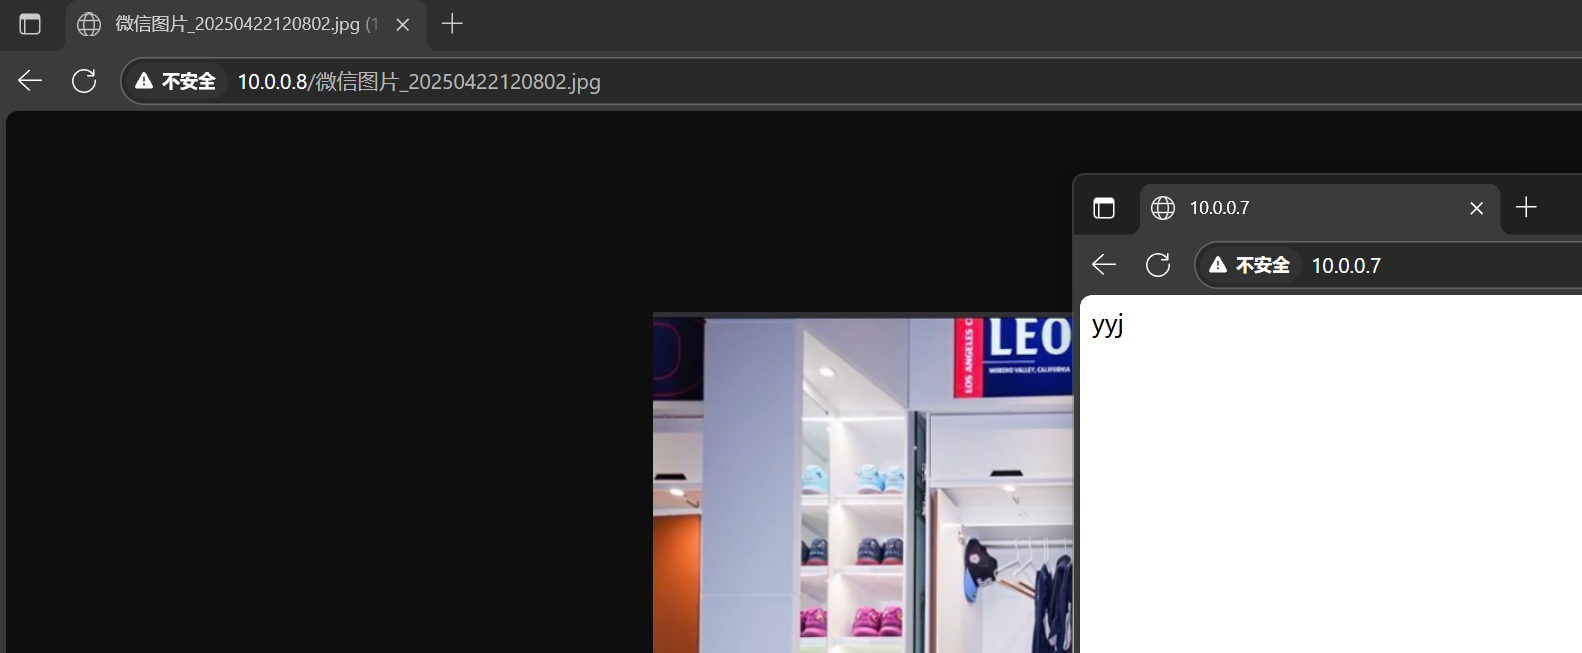 微信图片_20250422120802.jpg (1
不安全 10.0.0.8/微信图片_20250422120802.jpg
10.0.0.7
不安全 10.0.0.7
yyj
LOS ANGELES C
LEO
MORENO VALLEY, CALIFORNIA